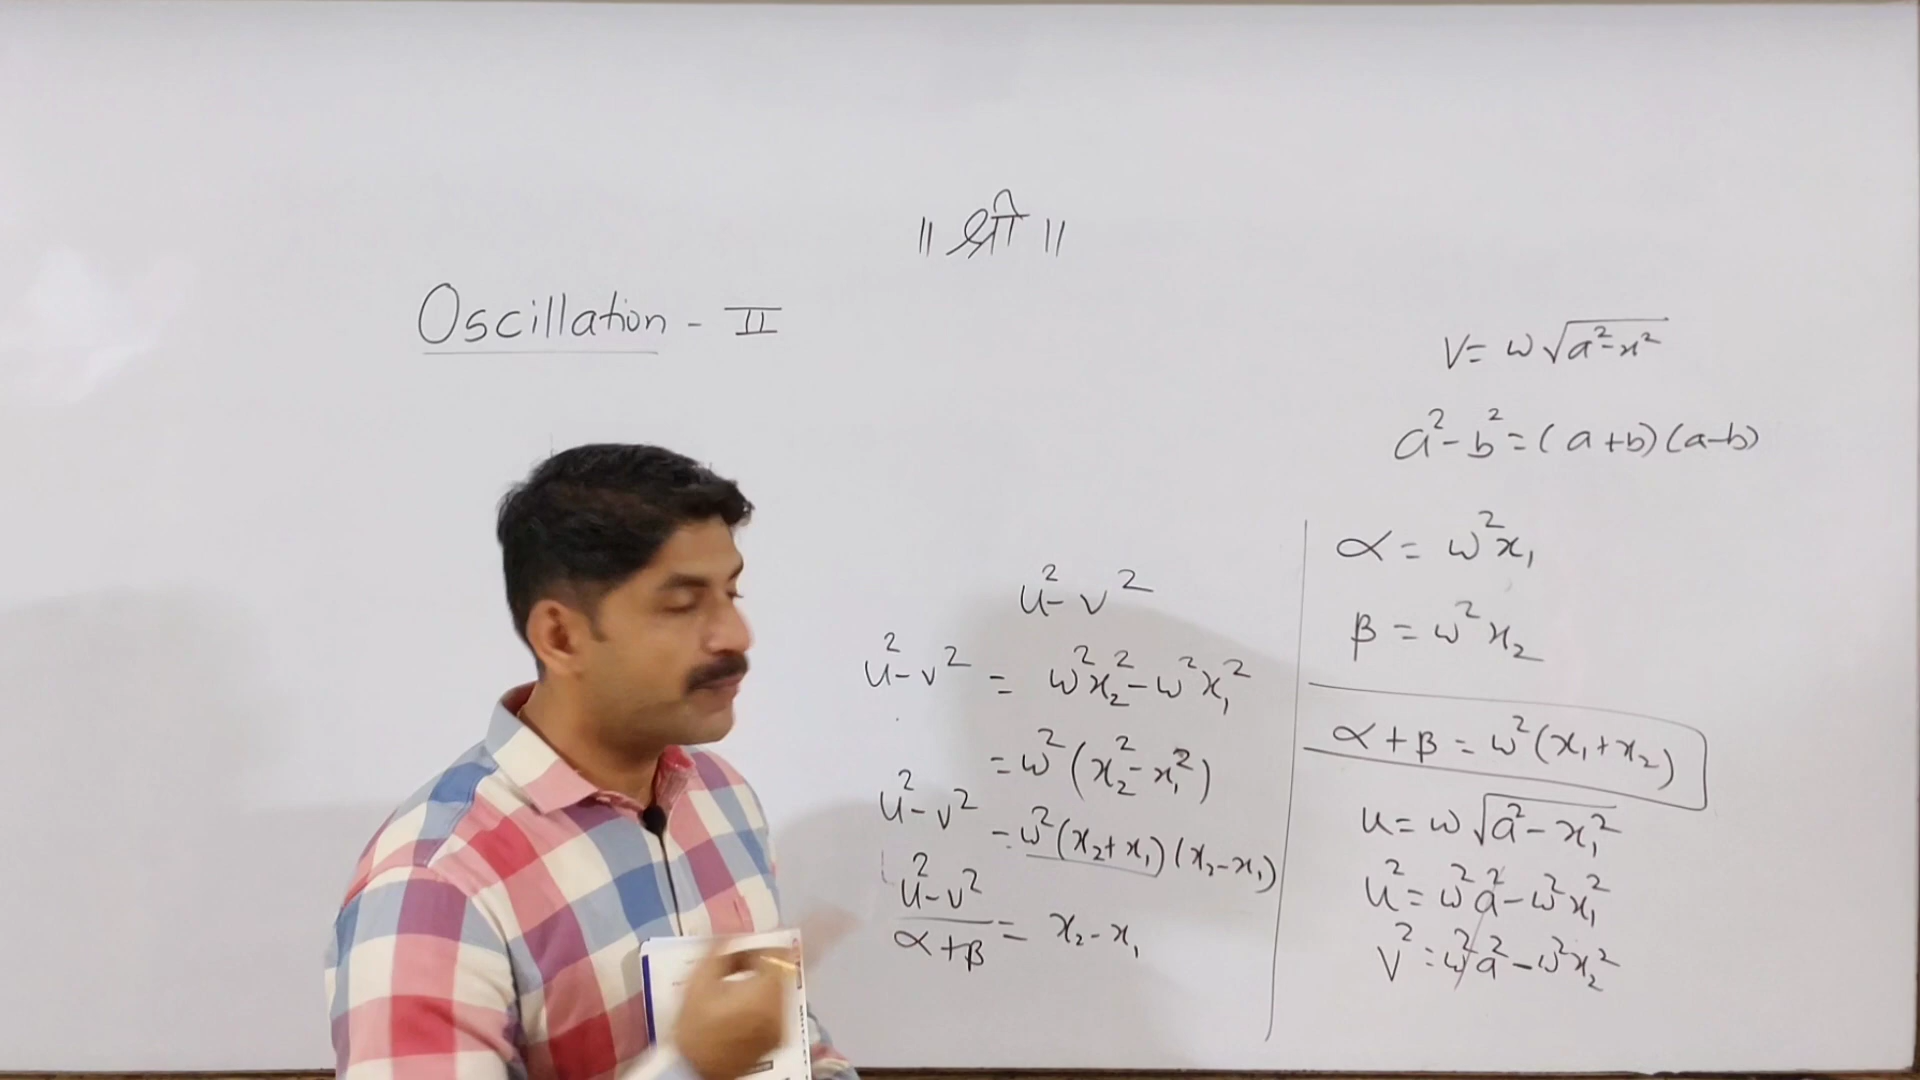 ॥ श्री ॥
Oscillation - II
V = ω√(a²-x²)
a² - b² = (a+b)(a-b)
α = ω²x₁
β = ω²x₂
α + β = ω²(x₁+x₂)
u = ω√(a² - x₁²)
u² = ω²a² - ω²x₁²
V² = ω²a² - ω²x₂²
u² - v²
u² - v² = ω²x₂² - ω²x₁²
= ω²(x₂² - x₁²)
u² - v² = ω²(x₂+x₁)(x₂-x₁)
(u² - v²)/(α+β) = x₂ - x₁